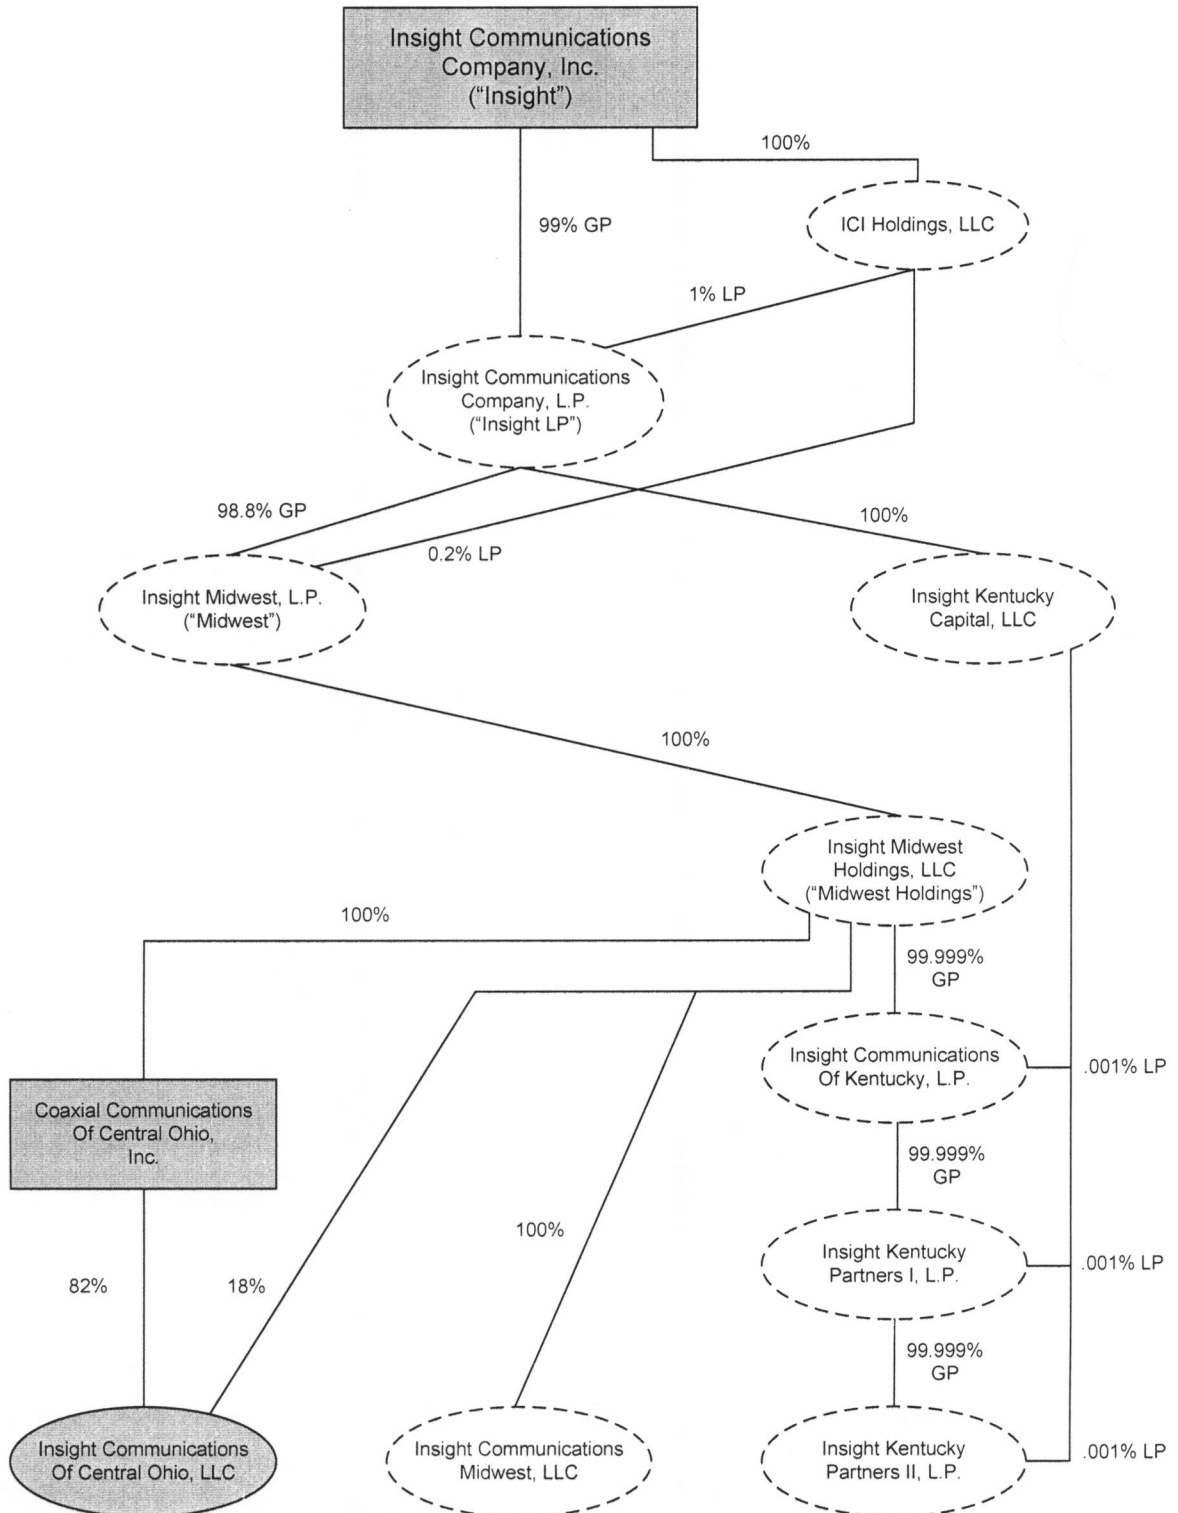 Insight Communications
Company, Inc.
(“Insight”)
100%
99% GP
ICI Holdings, LLC
1% LP
Insight Communications
Company, L.P.
(“Insight LP”)
98.8% GP
100%
0.2% LP
Insight Midwest, L.P.
(“Midwest”)
Insight Kentucky
Capital, LLC
100%
Insight Midwest
Holdings, LLC
(“Midwest Holdings”)
100%
99.999%
GP
Insight Communications
Of Kentucky, L.P.
.001% LP
Coaxial Communications
Of Central Ohio,
Inc.
99.999%
GP
100%
Insight Kentucky
Partners I, L.P.
.001% LP
82%
18%
99.999%
GP
Insight Communications
Of Central Ohio, LLC
Insight Communications
Midwest, LLC
Insight Kentucky
Partners II, L.P.
.001% LP